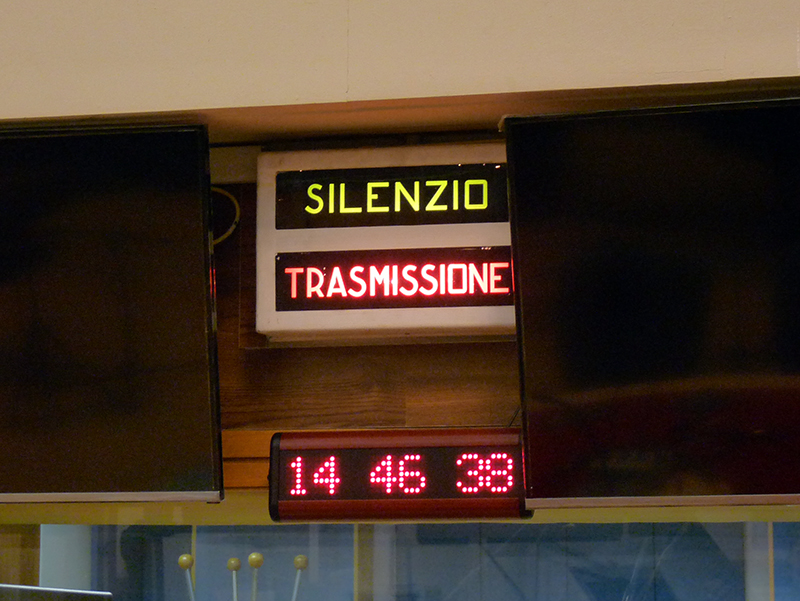 SILENZIO
TRASMISSIONE
14 46 38